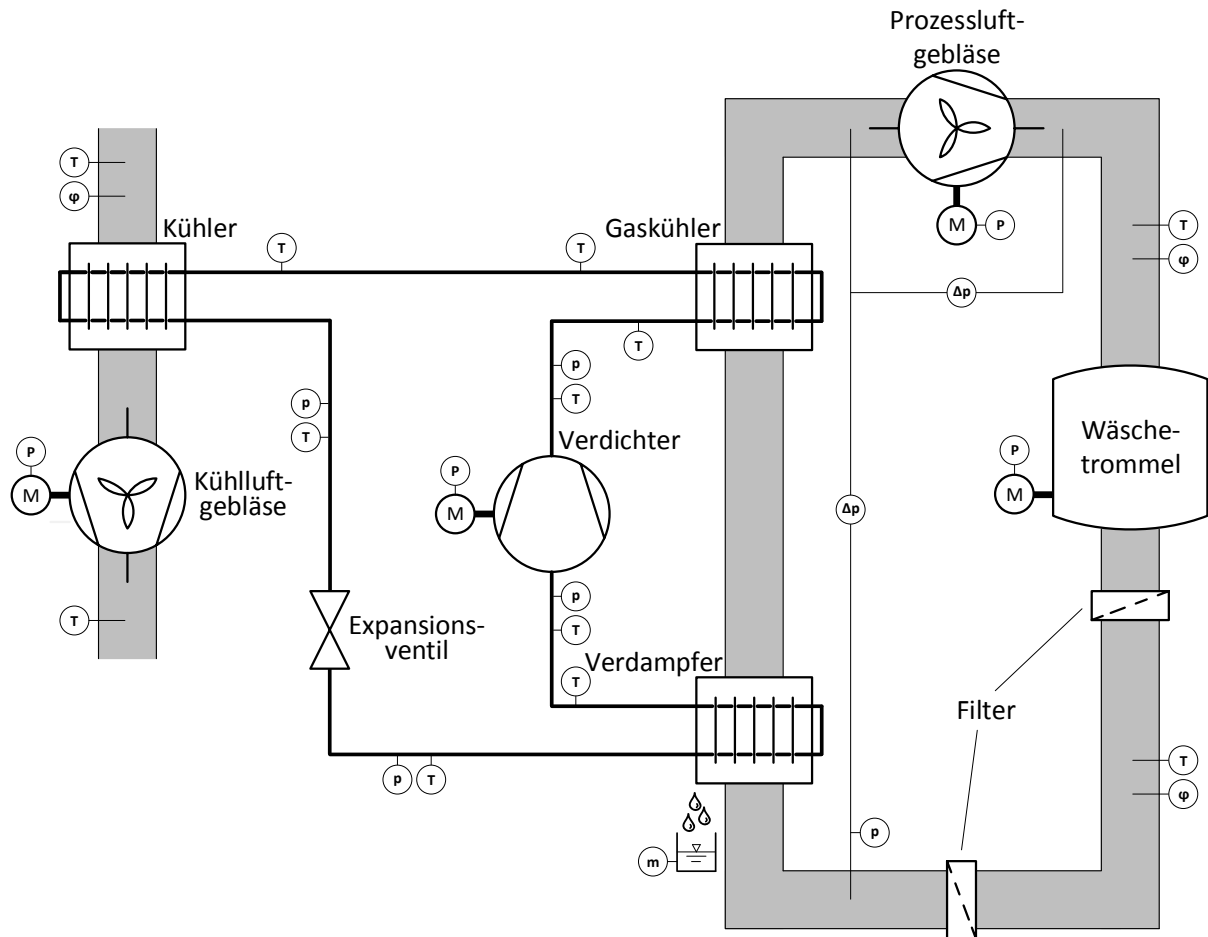 Prozessluft-
gebläse
T
φ
Kühler
T
T
Gaskühler
M
P
T
φ
Δp
T
p
T
p
T
Verdichter
P
M
Kühlluft-
gebläse
P
M
Wäsche-
trommel
P
M
Δp
p
T
T
Expansions-
ventil
Verdampfer
T
Filter
p
T
T
φ
p
m